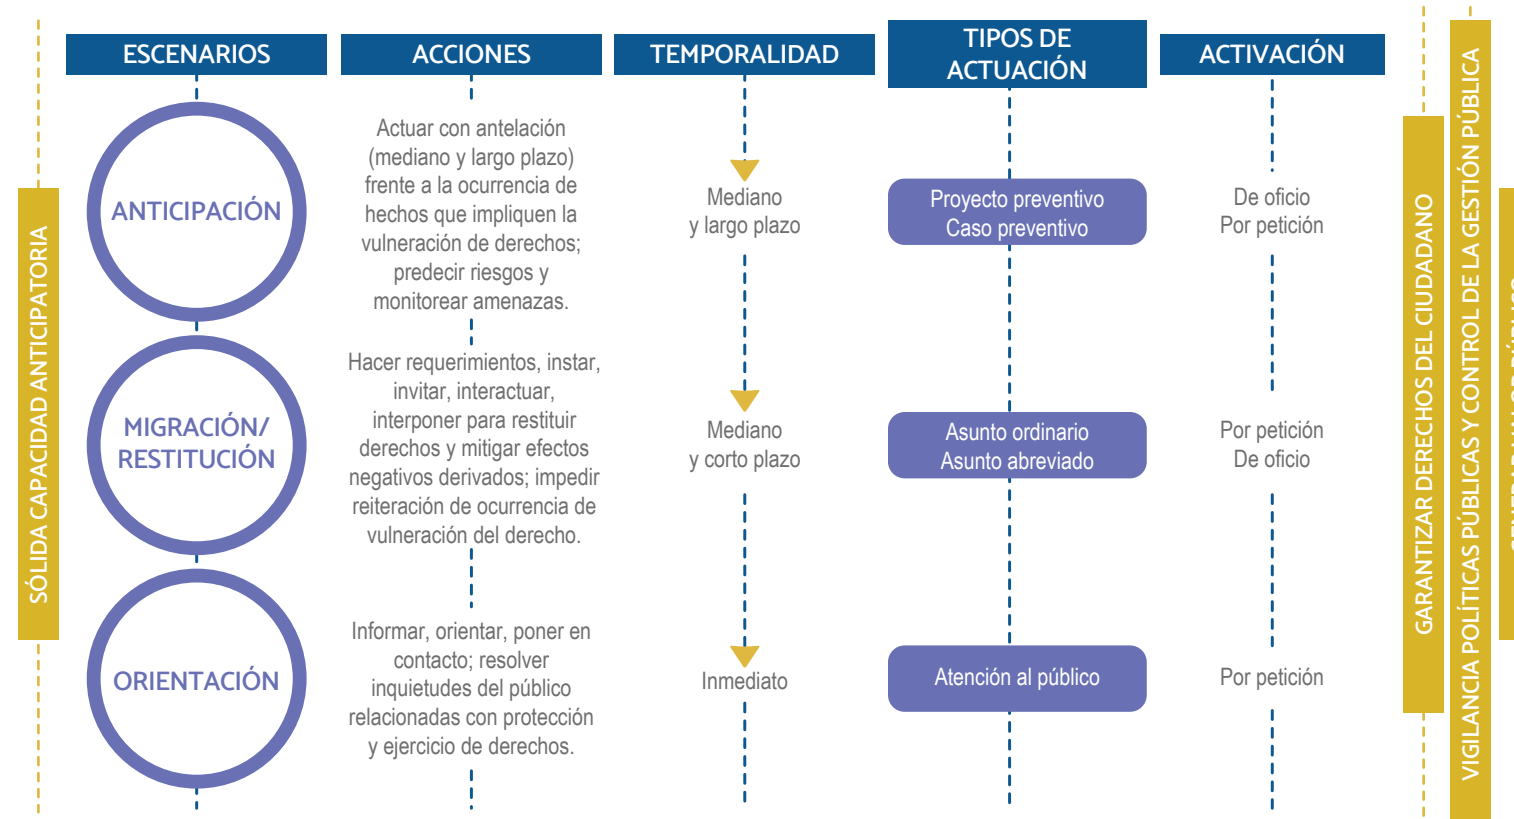 SÓLIDA CAPACIDAD ANTICIPATORIA
ESCENARIOS
ACCIONES
TEMPORALIDAD
TIPOS DE
ACTUACIÓN
ACTIVACIÓN
ANTICIPACIÓN
Actuar con antelación
(mediano y largo plazo)
frente a la ocurrencia de
hechos que impliquen la
vulneración de derechos;
predecir riesgos y
monitorear amenazas.
Mediano
y largo plazo
Proyecto preventivo
Caso preventivo
De oficio
Por petición
MIGRACIÓN/
RESTITUCIÓN
Hacer requerimientos, instar,
invitar, interactuar,
interponer para restituir
derechos y mitigar efectos
negativos derivados; impedir
reiteración de ocurrencia de
vulneración del derecho.
Mediano
y corto plazo
Asunto ordinario
Asunto abreviado
Por petición
De oficio
ORIENTACIÓN
Informar, orientar, poner en
contacto; resolver
inquietudes del público
relacionadas con protección
y ejercicio de derechos.
Inmediato
Atención al público
Por petición
GARANTIZAR DERECHOS DEL CIUDADANO
VIGILANCIA POLÍTICAS PÚBLICAS Y CONTROL DE LA GESTIÓN PÚBLICA